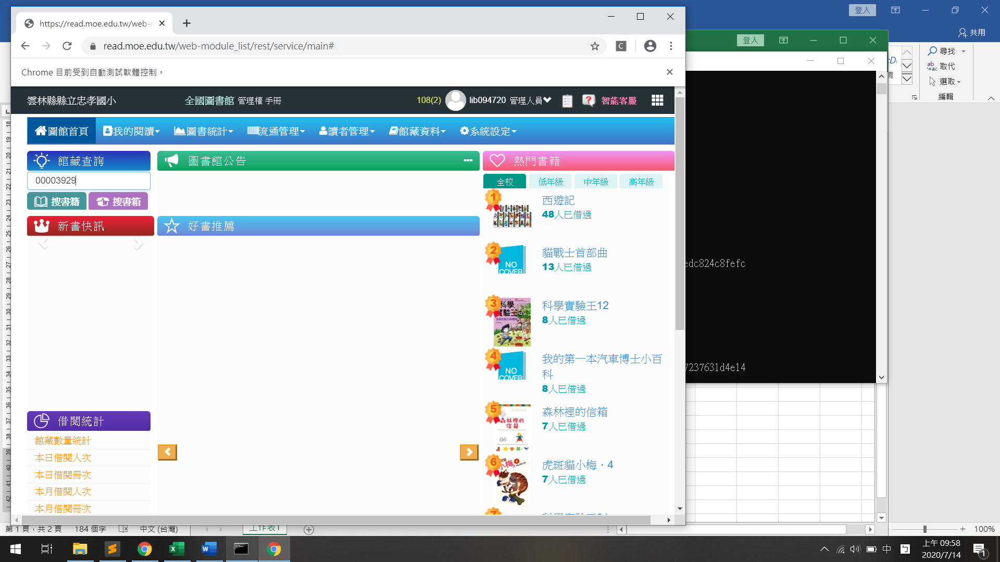 登入
共用
https://read.moe.edu.tw/web-
read.moe.edu.tw/web-module_list/rest/service/main#
Chrome 目前受到自動測試軟體控制。
登入
尋找
取代
選取
編輯
雲林縣縣立忠孝國小
全國圖書館 管理權 手冊
108(2)
lib094720 管理人員
智能客服
圖館首頁
我的閱讀
圖書統計
流通管理
讀者管理
館藏資料
系統設定
館藏查詢
00003929
搜書籍
搜書箱
圖書館公告
熱門書籍
全校
低年級
中年級
高年級
新書快訊
好書推薦
1
西遊記
48人已借過
2
NO COVER
貓戰士首部曲
13人已借過
3
科學實驗王12
8人已借過
4
NO COVER
我的第一本汽車博士小百
科
8人已借過
5
森林裡的信箱
森林裡的信箱
7人已借過
6
虎斑貓小梅．4
7人已借過
edc824c8fefc
7237631d4e14
借閱統計
館藏數量統計
本日借閱人次
本日借閱冊次
本月借閱人次
本月借閱冊次
第 1 頁，共 2 頁
184 個字
中文 (台灣)
工作表1
100%
中
上午 09:58
2020/7/14
1